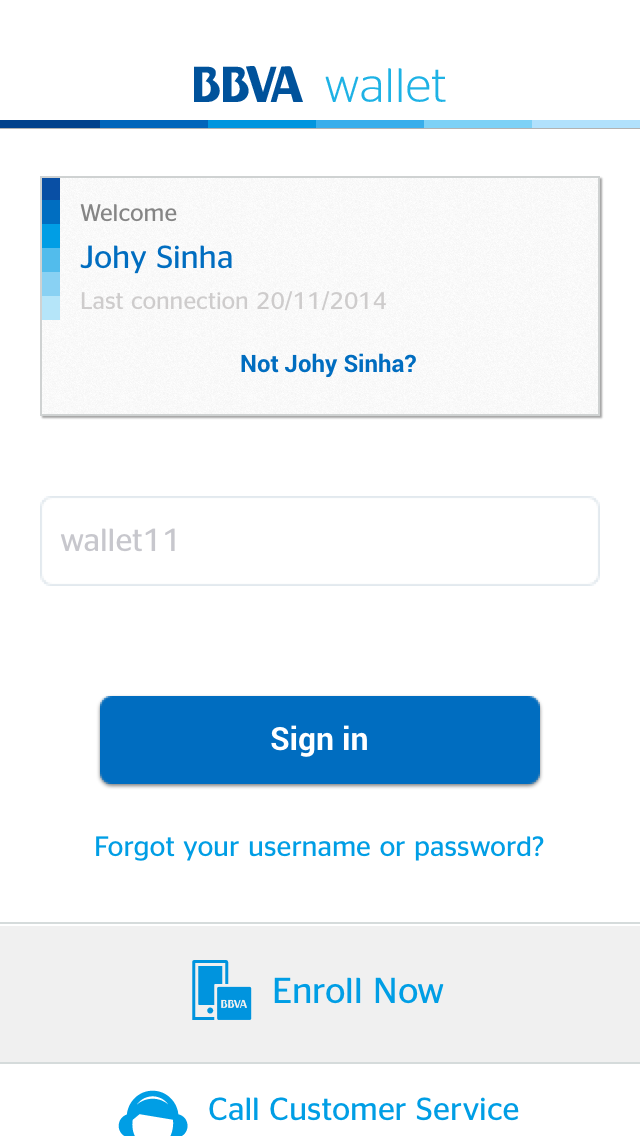 BBVA wallet
Welcome
Johy Sinha
Last connection 20/11/2014
Not Johy Sinha?
wallet11
Sign in
Forgot your username or password?
BBVA
Enroll Now
Call Customer Service